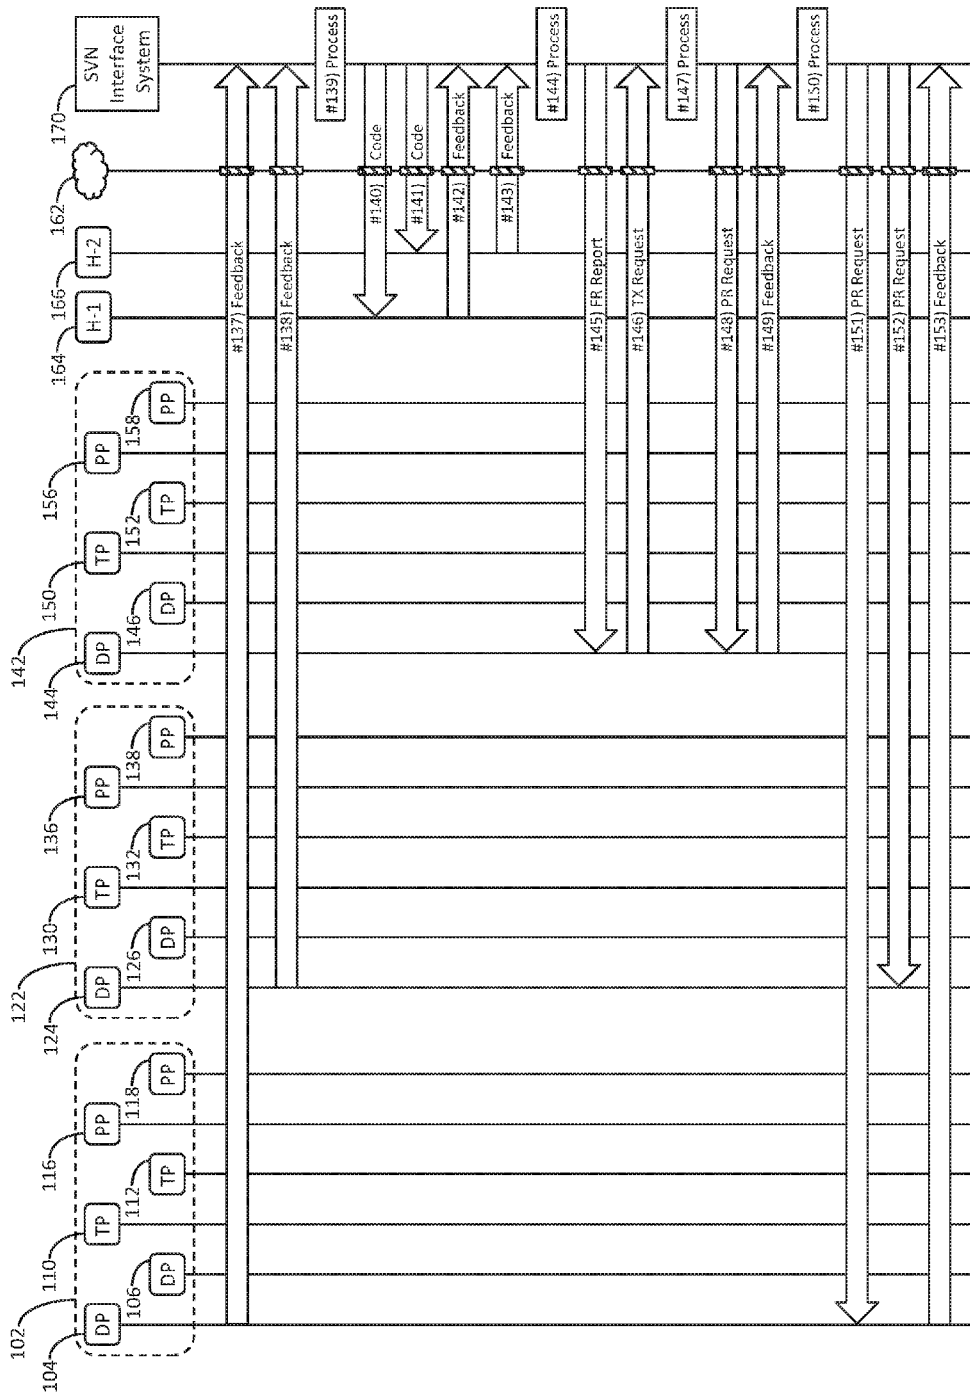 102
104
DP
106
DP
110
TP
112
TP
116
PP
118
PP
122
124
DP
126
DP
130
TP
132
TP
136
PP
138
PP
142
144
DP
146
DP
150
TP
152
TP
156
PP
158
PP
164
H-1
166
H-2
162
170
SVN
Interface
System
#137) Feedback
#138) Feedback
#139) Process
#140) Code
#141) Code
#142) Feedback
#143) Feedback
#144) Process
#145) FR Report
#146) TX Request
#147) Process
#148) PR Request
#149) Feedback
#150) Process
#151) PR Request
#152) PR Request
#153) Feedback